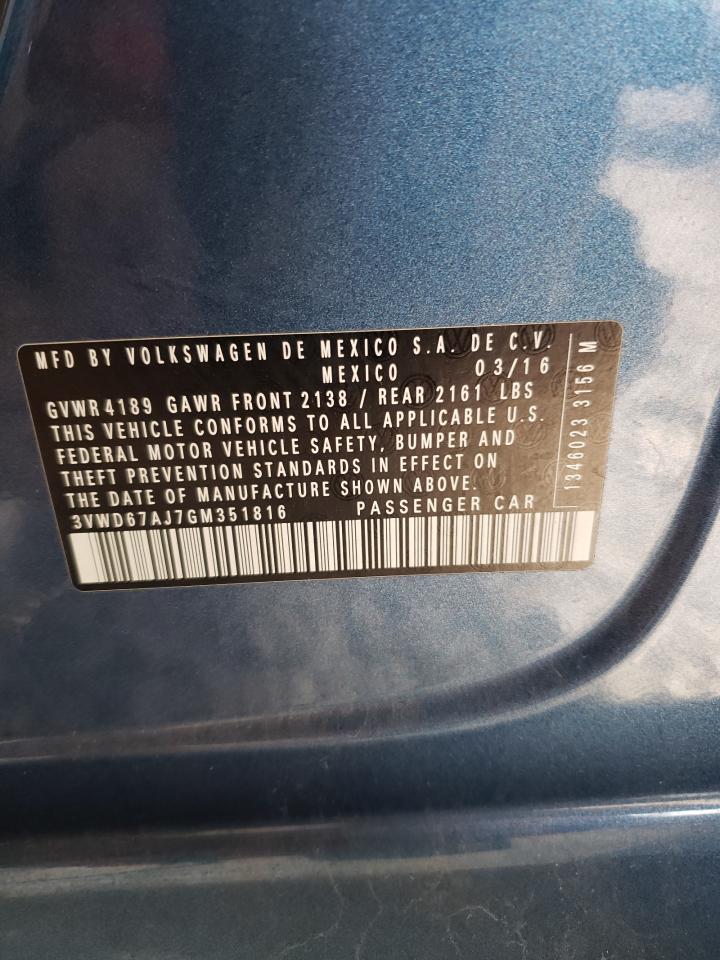 MFD BY VOLKSWAGEN DE MEXICO S.A. DE C.V.
MEXICO 03/16
GVWR 4189 GAWR FRONT 2138 / REAR 2161 LBS
THIS VEHICLE CONFORMS TO ALL APPLICABLE U.S.
FEDERAL MOTOR VEHICLE SAFETY, BUMPER AND
THEFT PREVENTION STANDARDS IN EFFECT ON
THE DATE OF MANUFACTURE SHOWN ABOVE.
3VWD67AJ7GM351816 PASSENGER CAR
1346023 3156 M